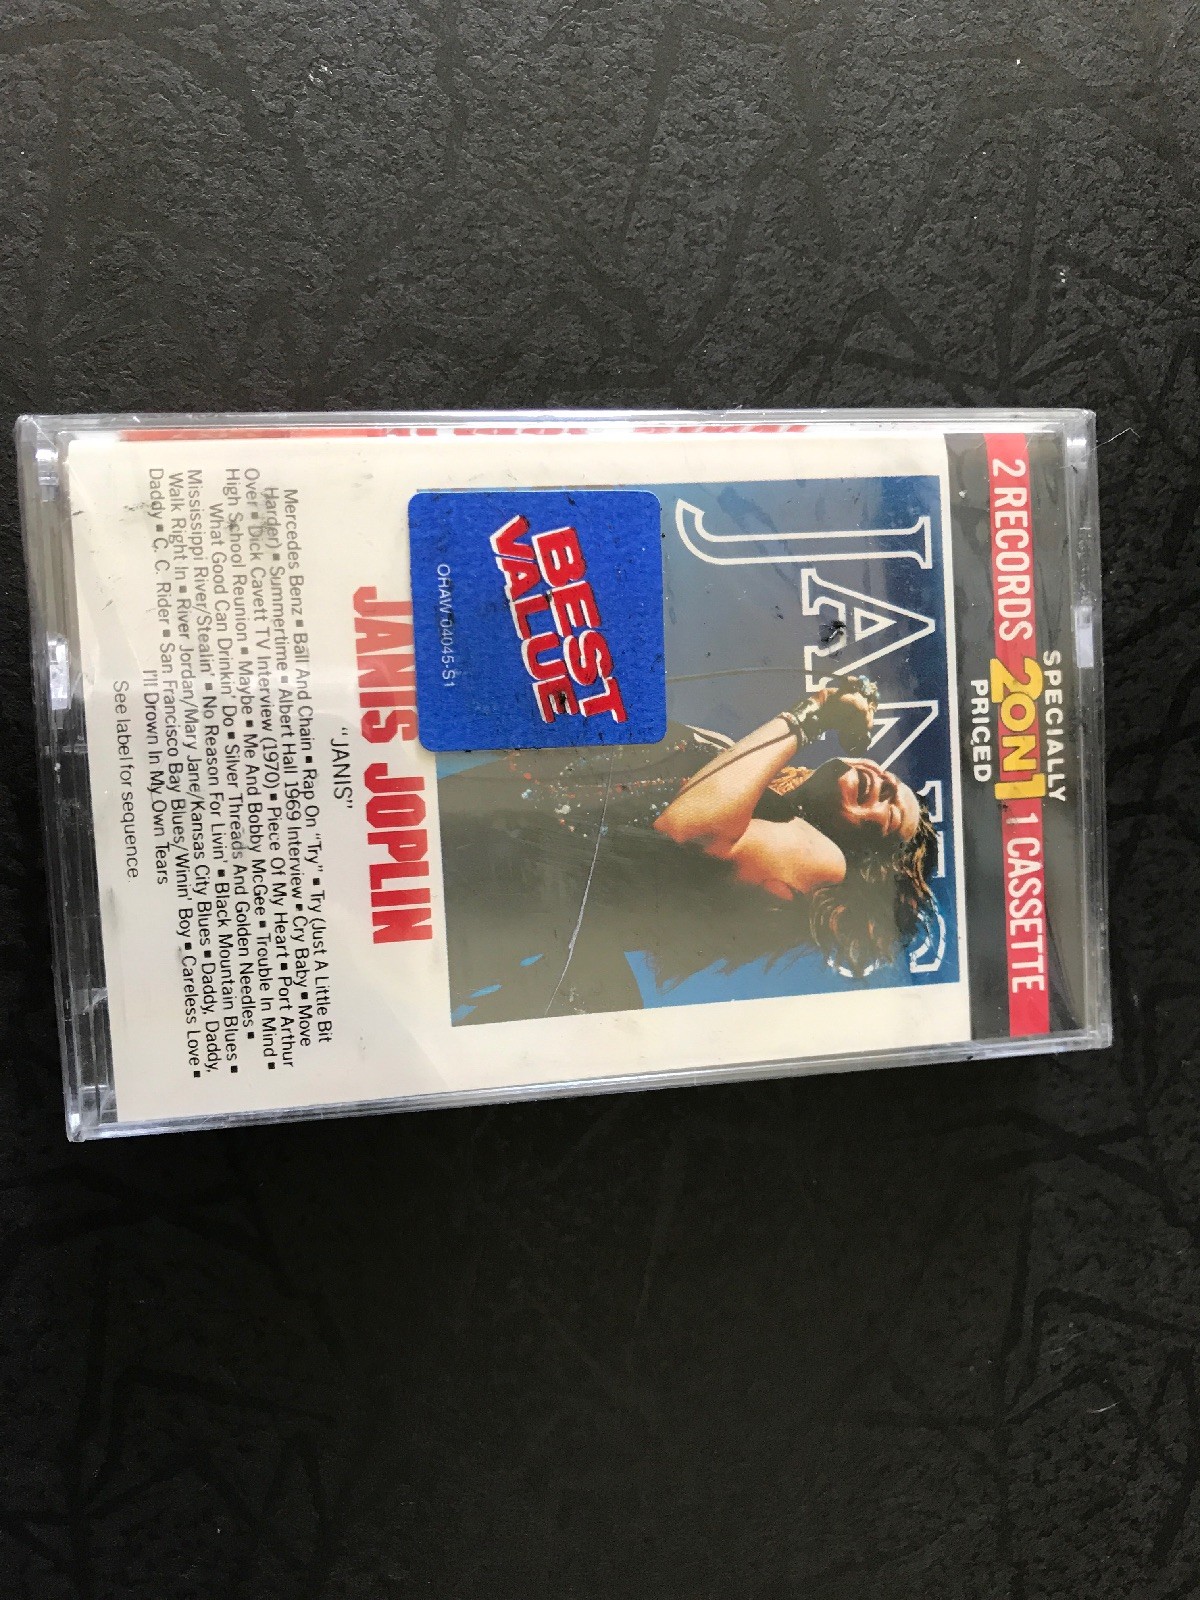 SPECIALLY
2 RECORDS 2ON1 1 CASSETTE
PRICED
JANIS
BEST
VALUE
ORAW 04045-S1
JANIS JOPLIN
"JANIS"
Mercedes Benz ▪ Ball And Chain ▪ Rap On "Try" ▪ Try (Just A Little Bit
Harder) ▪ Summertime ▪ Albert Hall 1969 Interview ▪ Cry Baby ▪ Move
Over ▪ Dick Cavett TV Interview (1970) ▪ Piece Of My Heart ▪ Port Arthur
High School Reunion ▪ Maybe ▪ Me And Bobby McGee ▪ Trouble In Mind ▪
What Good Can Drinkin' Do ▪ Silver Threads And Golden Needles ▪
Mississippi River/Stealin' ▪ No Reason For Livin' ▪ Black Mountain Blues ▪
Walk Right In ▪ River Jordan/Mary Jane/Kansas City Blues ▪ Daddy, Daddy,
Daddy ▪ C. C. Rider ▪ San Francisco Bay Blues/Winin' Boy ▪ Careless Love ▪
I'll Drown In My Own Tears
See label for sequence.